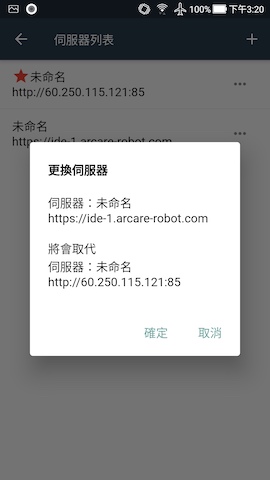 100% 下午3:20
伺服器列表
未命名
http://60.250.115.121:85
未命名
https://ide-1.arcare-robot.com
更換伺服器
伺服器：未命名
https://ide-1.arcare-robot.com
將會取代
伺服器：未命名
http://60.250.115.121:85
確定 取消